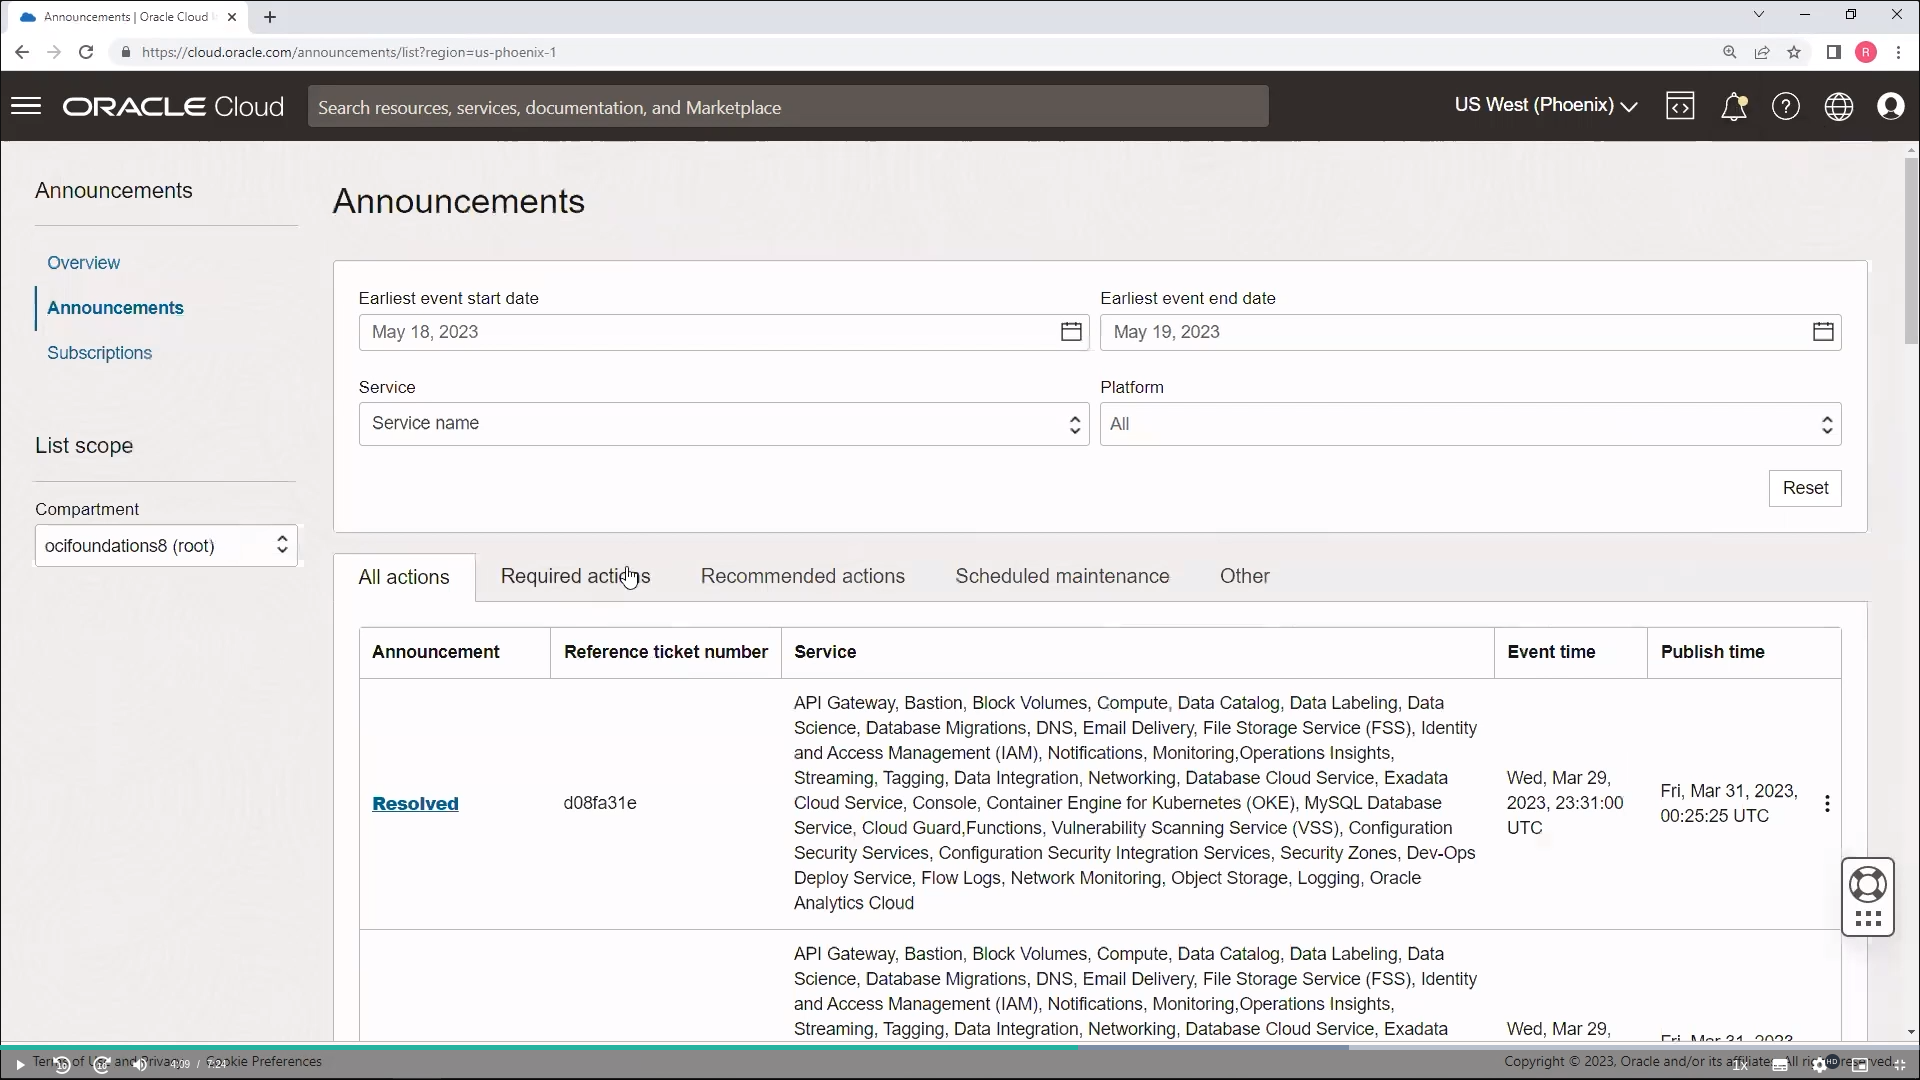 Announcements | Oracle Cloud
https://cloud.oracle.com/announcements/list?region=us-phoenix-1
R
ORACLE Cloud
Search resources, services, documentation, and Marketplace
US West (Phoenix)
Announcements
Overview
Announcements
Subscriptions
List scope
Compartment
ocifoundations8 (root)
Announcements
Earliest event start date
May 18, 2023
Earliest event end date
May 19, 2023
Service
Service name
Platform
All
Reset
All actions
Required actions
Recommended actions
Scheduled maintenance
Other
Announcement
Reference ticket number
Service
Event time
Publish time
Resolved
d08fa31e
API Gateway, Bastion, Block Volumes, Compute, Data Catalog, Data Labeling, Data
Science, Database Migrations, DNS, Email Delivery, File Storage Service (FSS), Identity
and Access Management (IAM), Notifications, Monitoring,Operations Insights,
Streaming, Tagging, Data Integration, Networking, Database Cloud Service, Exadata
Cloud Service, Console, Container Engine for Kubernetes (OKE), MySQL Database
Service, Cloud Guard,Functions, Vulnerability Scanning Service (VSS), Configuration
Security Services, Configuration Security Integration Services, Security Zones, Dev-Ops
Deploy Service, Flow Logs, Network Monitoring, Object Storage, Logging, Oracle
Analytics Cloud
Wed, Mar 29,
2023, 23:31:00
UTC
Fri, Mar 31, 2023,
00:25:25 UTC
API Gateway, Bastion, Block Volumes, Compute, Data Catalog, Data Labeling, Data
Science, Database Migrations, DNS, Email Delivery, File Storage Service (FSS), Identity
and Access Management (IAM), Notifications, Monitoring,Operations Insights,
Streaming, Tagging, Data Integration, Networking, Database Cloud Service, Exadata
Wed, Mar 29,
Fri, Mar 31, 2023,
Terms of Use and Privacy Cookie Preferences
4:09 / 7:24
Copyright © 2023, Oracle and/or its affiliates. All rights reserved.
1x
HD